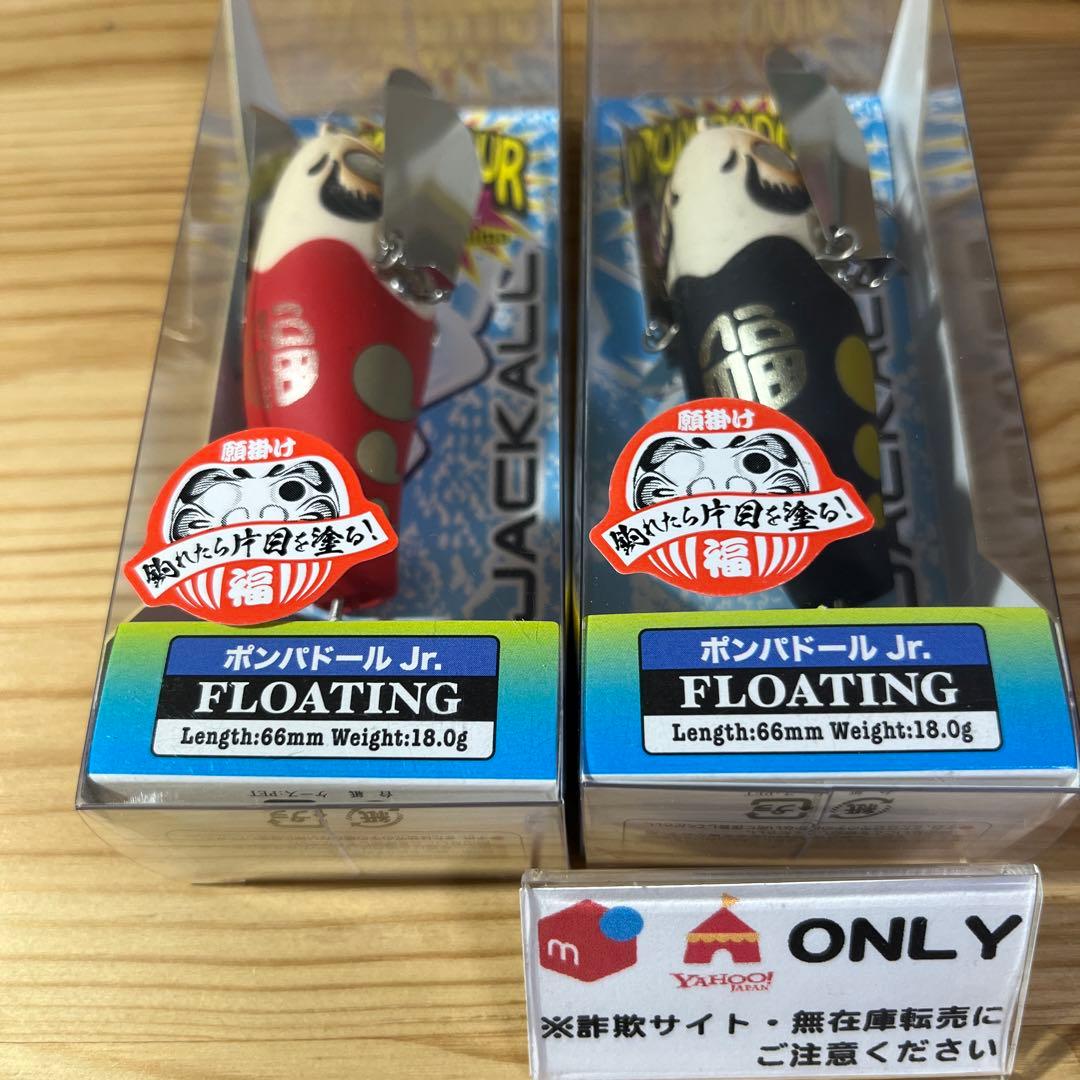 JACKALL
福
願掛け
釣れたら片目を塗る!
福
ポンパドール Jr.
FLOATING
Length:66mm Weight:18.0g
JACKALL
福
願掛け
釣れたら片目を塗る!
福
ポンパドール Jr.
FLOATING
Length:66mm Weight:18.0g
m
YAHOO!
JAPAN
ONLY
※詐欺サイト・無在庫転売に
ご注意ください